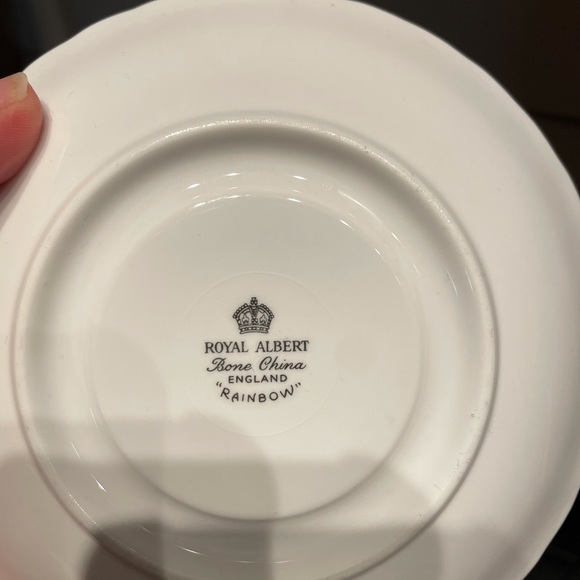 ROYAL ALBERT
Bone China
ENGLAND
"RAINBOW"